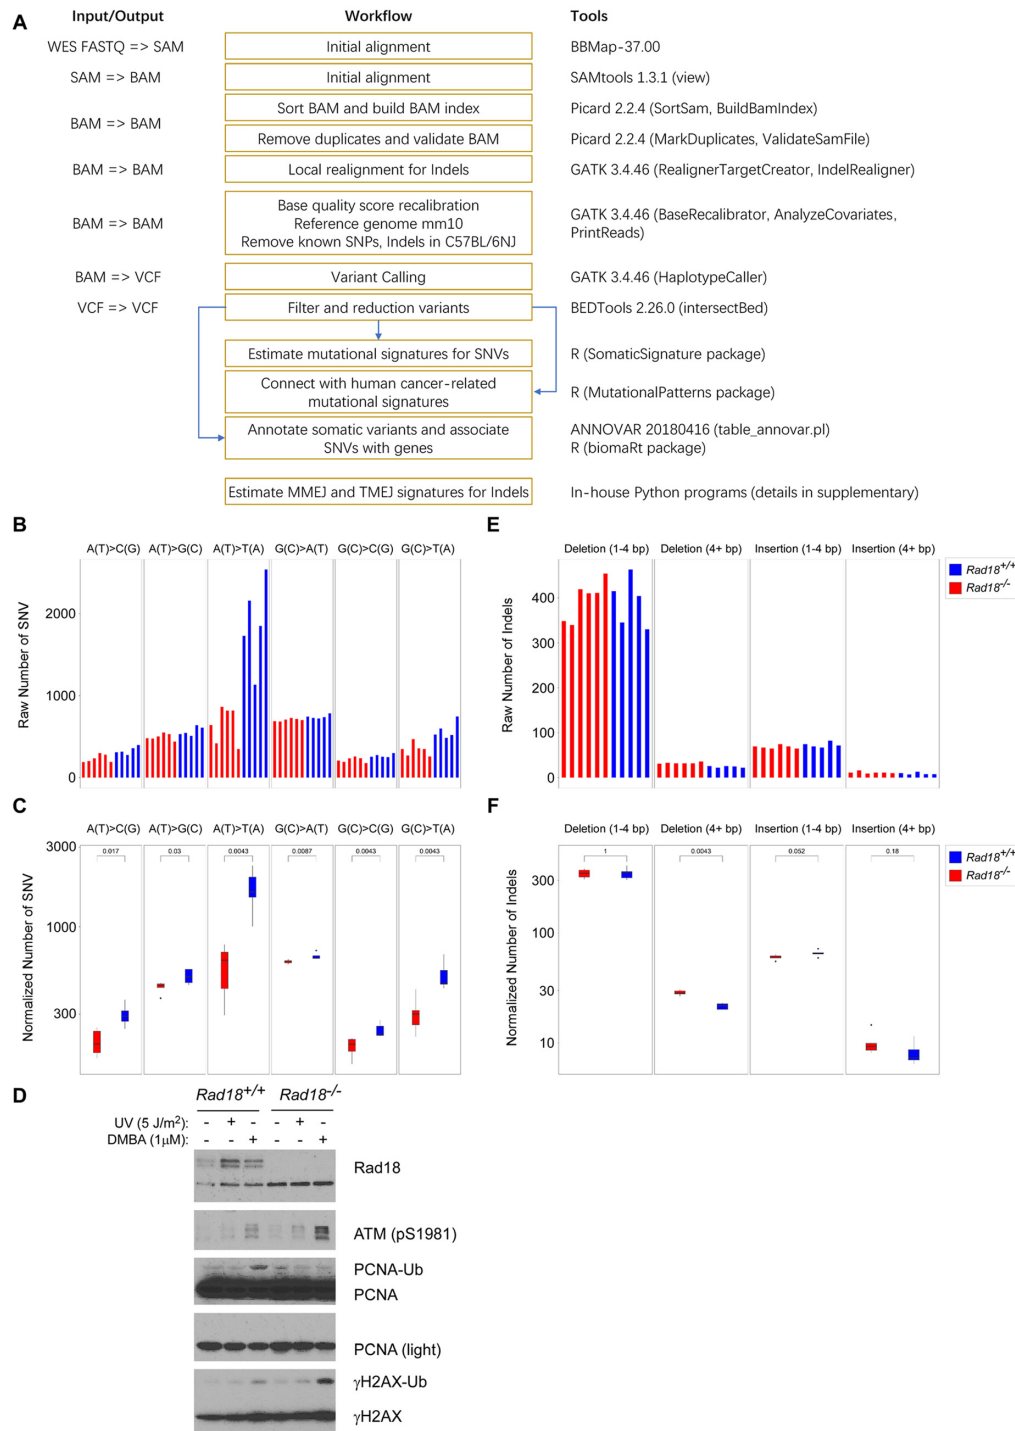 A
Input/Output Workflow Tools
WES FASTQ => SAM Initial alignment BBMap-37.00
SAM => BAM Initial alignment SAMtools 1.3.1 (view)
BAM => BAM Sort BAM and build BAM index Picard 2.2.4 (SortSam, BuildBamIndex)
Remove duplicates and validate BAM Picard 2.2.4 (MarkDuplicates, ValidateSamFile)
BAM => BAM Local realignment for Indels GATK 3.4.46 (RealignerTargetCreator, IndelRealigner)
Base quality score recalibration
BAM => BAM Reference genome mm10 GATK 3.4.46 (BaseRecalibrator, AnalyzeCovariates,
Remove known SNPs, Indels in C57BL/6NJ PrintReads)
BAM => VCF Variant Calling GATK 3.4.46 (HaplotypeCaller)
VCF => VCF Filter and reduction variants BEDTools 2.26.0 (intersectBed)
Estimate mutational signatures for SNVs R (SomaticSignature package)
Connect with human cancer-related
mutational signatures R (MutationalPatterns package)
Annotate somatic variants and associate ANNOVAR 20180416 (table_annovar.pl)
SNVs with genes R (biomaRt package)
Estimate MMEJ and TMEJ signatures for Indels In-house Python programs (details in supplementary)
B
A(T)>C(G) A(T)>G(C) A(T)>T(A) G(C)>A(T) G(C)>C(G) G(C)>T(A)
Raw Number of SNV
2000
1000
0
E
Deletion (1-4 bp) Deletion (4+ bp) Insertion (1-4 bp) Insertion (4+ bp)
Rad18+/+
Rad18-/-
Raw Number of Indels
400
300
200
100
0
C
A(T)>C(G) A(T)>G(C) A(T)>T(A) G(C)>A(T) G(C)>C(G) G(C)>T(A)
0.017 0.03 0.0043 0.0087 0.0043 0.0043
Normalized Number of SNV
3000
1000
300
F
Deletion (1-4 bp) Deletion (4+ bp) Insertion (1-4 bp) Insertion (4+ bp)
1 0.0043 0.052 0.18
Rad18+/+
Rad18-/-
Normalized Number of Indels
300
100
30
10
D
Rad18+/+ Rad18-/-
UV (5 J/m2): - + - - + -
DMBA (1µM): - - + - - +
Rad18
ATM (pS1981)
PCNA-Ub
PCNA
PCNA (light)
γH2AX-Ub
γH2AX